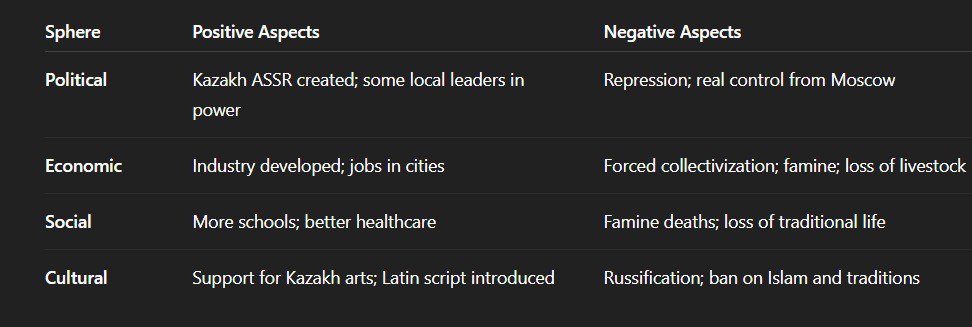 Sphere Positive Aspects Negative Aspects
Political Kazakh ASSR created; some local leaders in power Repression; real control from Moscow
Economic Industry developed; jobs in cities Forced collectivization; famine; loss of livestock
Social More schools; better healthcare Famine deaths; loss of traditional life
Cultural Support for Kazakh arts; Latin script introduced Russification; ban on Islam and traditions